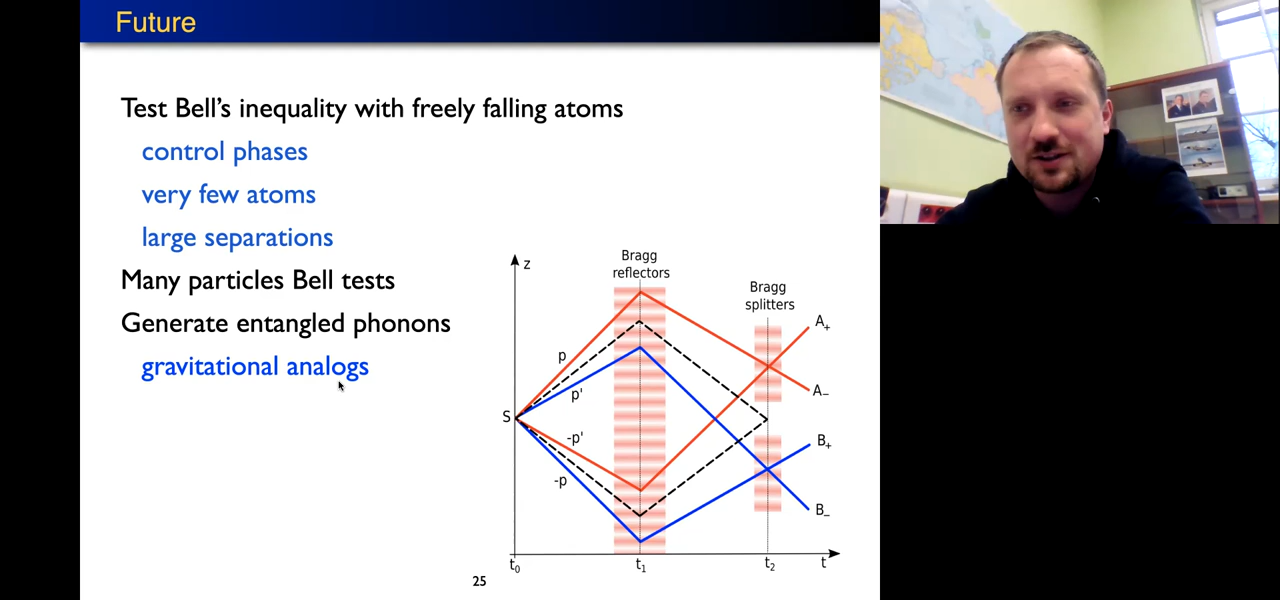 Future
Test Bell's inequality with freely falling atoms
control phases
very few atoms
large separations
Many particles Bell tests
Generate entangled phonons
gravitational analogs
z
Bragg
reflectors
Bragg
splitters
p
p'
S
-p'
-p
A₊
A₋
B₊
B₋
t₀
t₁
t₂
t
25